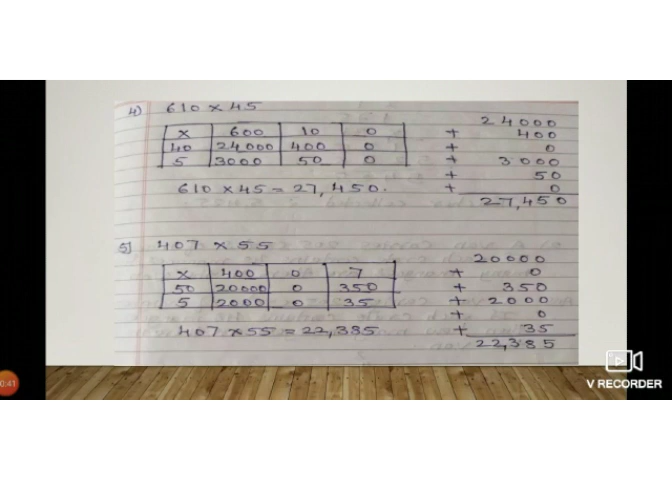 4) 610 × 45
× 600 10 0
40 24000 400 0
5 3000 50 0
610 × 45 = 27,450.
24000
+ 400
+ 0
+ 3000
+ 50
+ 0
27,450
5] 407 × 55
× 400 0 7
50 20000 0 350
5 2000 0 35
407 × 55 = 22,385
20000
+ 0
+ 350
+ 2000
+ 0
+ 35
22,385
0:41
V RECORDER